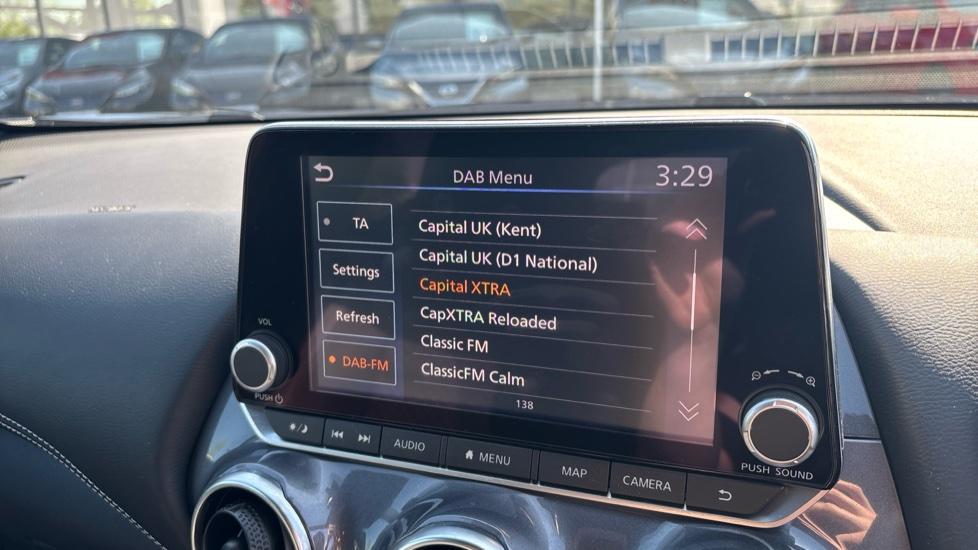 DAB Menu
3:29
TA
Settings
Refresh
DAB-FM
Capital UK (Kent)
Capital UK (D1 National)
Capital XTRA
CapXTRA Reloaded
Classic FM
ClassicFM Calm
138
VOL
PUSH
AUDIO
MENU
MAP
CAMERA
PUSH SOUND